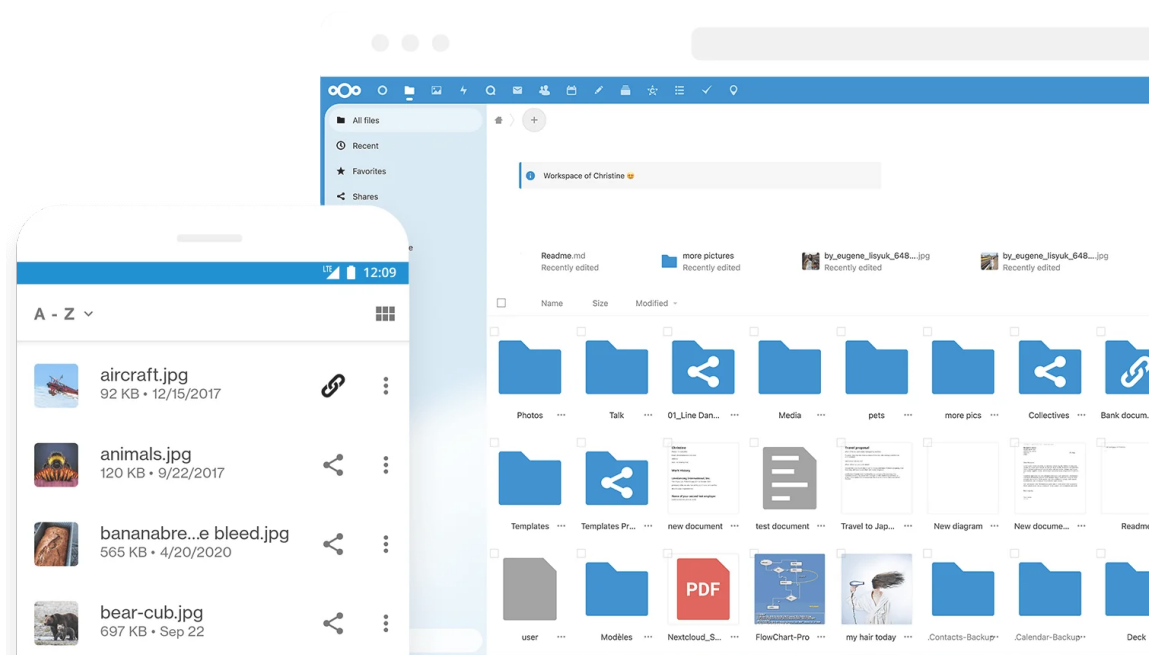 All files
Recent
Favorites
Shares
e
Workspace of Christine 😊
Readme.md
Recently edited
more pictures
Recently edited
by_eugene_lisyuk_648....jpg
Recently edited
by_eugene_lisyuk_648....jpg
Recently edited
Name Size Modified
Photos ··· Talk ··· 01_Line Dan... ··· Media ··· pets ··· more pics ··· Collectives ··· Bank docum.
Templates ··· Templates Pr... ··· new document ··· test document ··· Travel to Jap... ··· New diagram ··· New docume... ··· Readme
PDF
user ··· Modèles ··· Nextcloud_S... ··· FlowChart-Pro ··· my hair today ··· .Contacts-Backup··· .Calendar-Backup··· Deck
LTE 12:09
A - Z
aircraft.jpg
92 KB • 12/15/2017
animals.jpg
120 KB • 9/22/2017
bananabre...e bleed.jpg
565 KB • 4/20/2020
bear-cub.jpg
697 KB • Sep 22